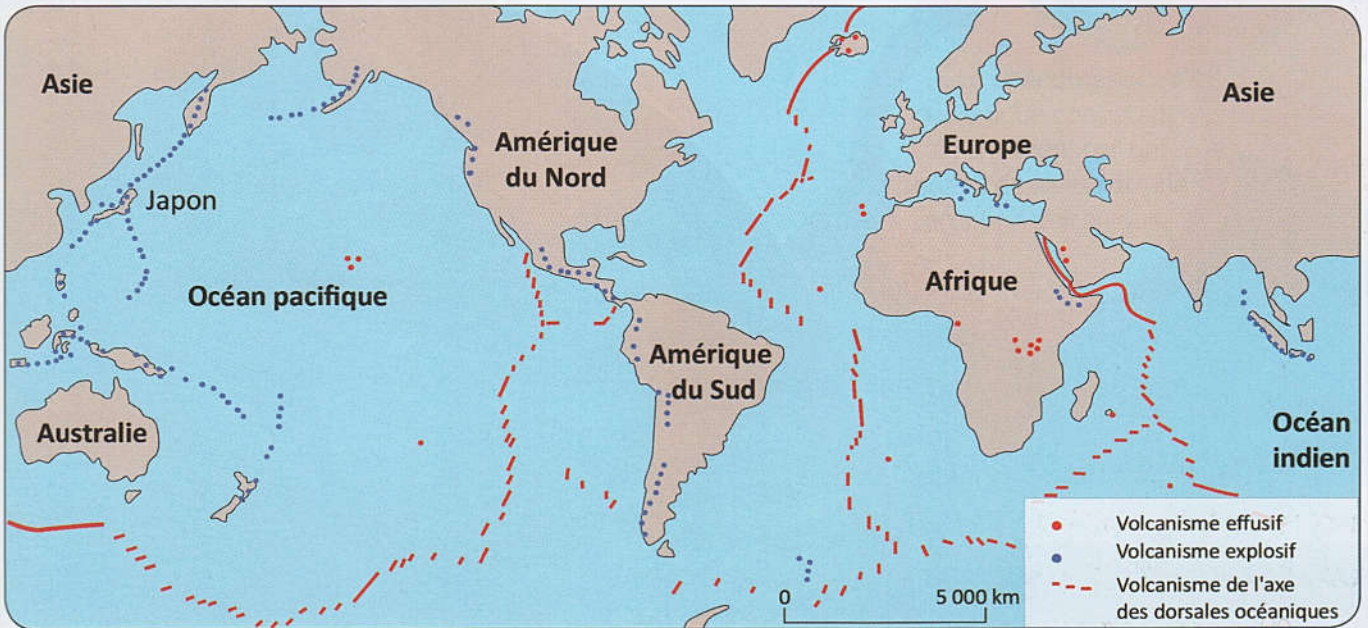 Asie
Asie
Amérique
du Nord
Europe
Japon
Océan pacifique
Afrique
Amérique
du Sud
Australie
Océan
indien
Volcanisme effusif
Volcanisme explosif
Volcanisme de l'axe
des dorsales océaniques
0
5 000 km